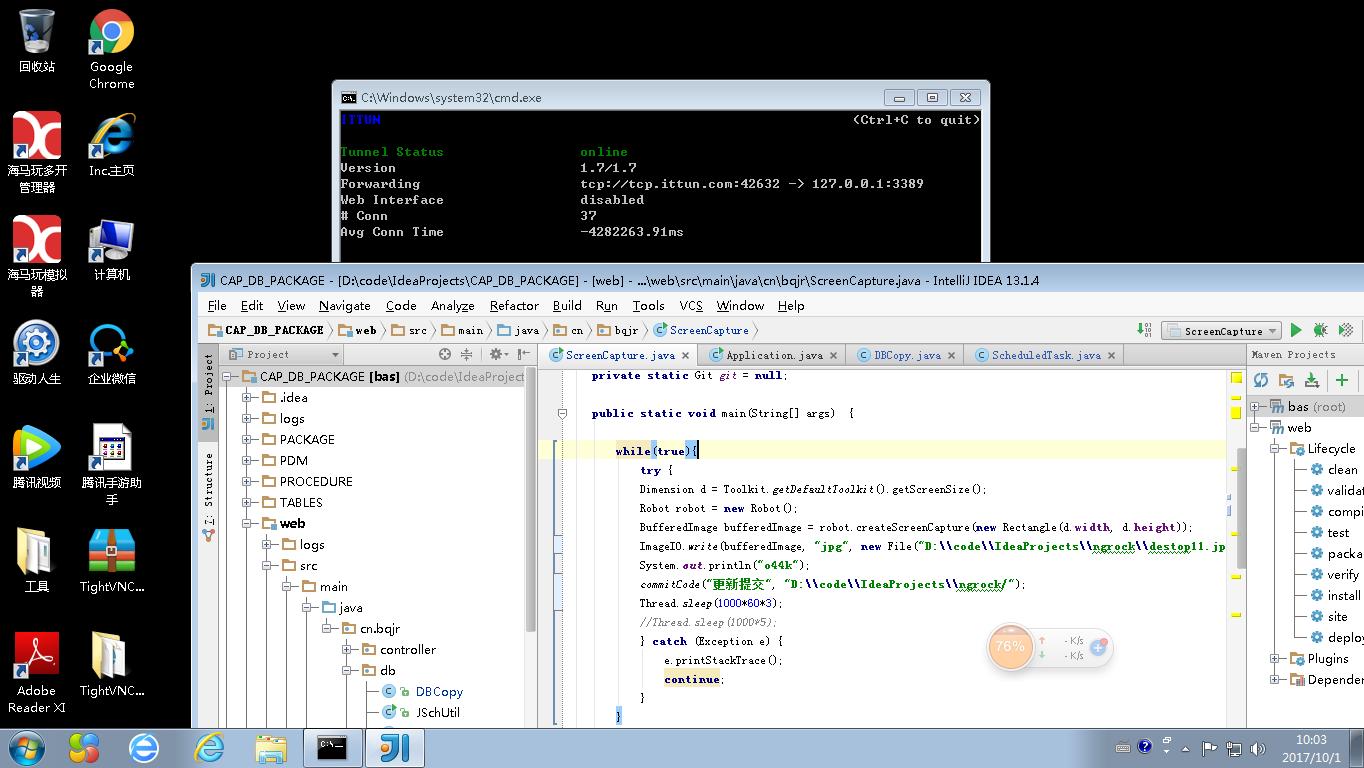 回收站
Google
Chrome
海马玩多开
管理器
Inc.主页
海马玩模拟
器
计算机
驱动人生
企业微信
腾讯视频
腾讯手游助
手
工具
TightVNC...
Adobe
Reader XI
TightVNC...
C:\Windows\system32\cmd.exe
ITTUN (Ctrl+C to quit)
Tunnel Status online
Version 1.7/1.7
Forwarding tcp://tcp.ittun.com:42632 -> 127.0.0.1:3389
Web Interface disabled
# Conn 37
Avg Conn Time -4282263.91ms
CAP_DB_PACKAGE - [D:\code\IdeaProjects\CAP_DB_PACKAGE] - [web] - ...\web\src\main\java\cn\bqjr\ScreenCapture.java - IntelliJ IDEA 13.1.4
File Edit View Navigate Code Analyze Refactor Build Run Tools VCS Window Help
CAP_DB_PACKAGE web src main java cn bqjr ScreenCapture
ScreenCapture
1: Project
7: Structure
Project
CAP_DB_PACKAGE [bas] (D:\code\IdeaProject
.idea
logs
PACKAGE
PDM
PROCEDURE
TABLES
web
logs
src
main
java
cn.bqjr
controller
db
DBCopy
JSchUtil
ScreenCapture.java Application.java DBCopy.java ScheduledTask.java
private static Git git = null;
public static void main(String[] args) {
while(true){
try {
Dimension d = Toolkit.getDefaultToolkit().getScreenSize();
Robot robot = new Robot();
BufferedImage bufferedImage = robot.createScreenCapture(new Rectangle(d.width, d.height));
ImageIO.write(bufferedImage, "jpg", new File("D:\\code\\IdeaProjects\\ngrock\\destop11.jp
System.out.println("o44k");
commitCode("更新提交", "D:\\code\\IdeaProjects\\ngrock/");
Thread.sleep(1000*60*3);
//Thread.sleep(1000*5);
} catch (Exception e) {
e.printStackTrace();
continue;
}
}
Maven Projects
bas (root)
web
Lifecycle
clean
validat
compi
test
packa
verify
install
site
deploy
Plugins
Depender
76%
- K/s
- K/s
10:03
2017/10/1